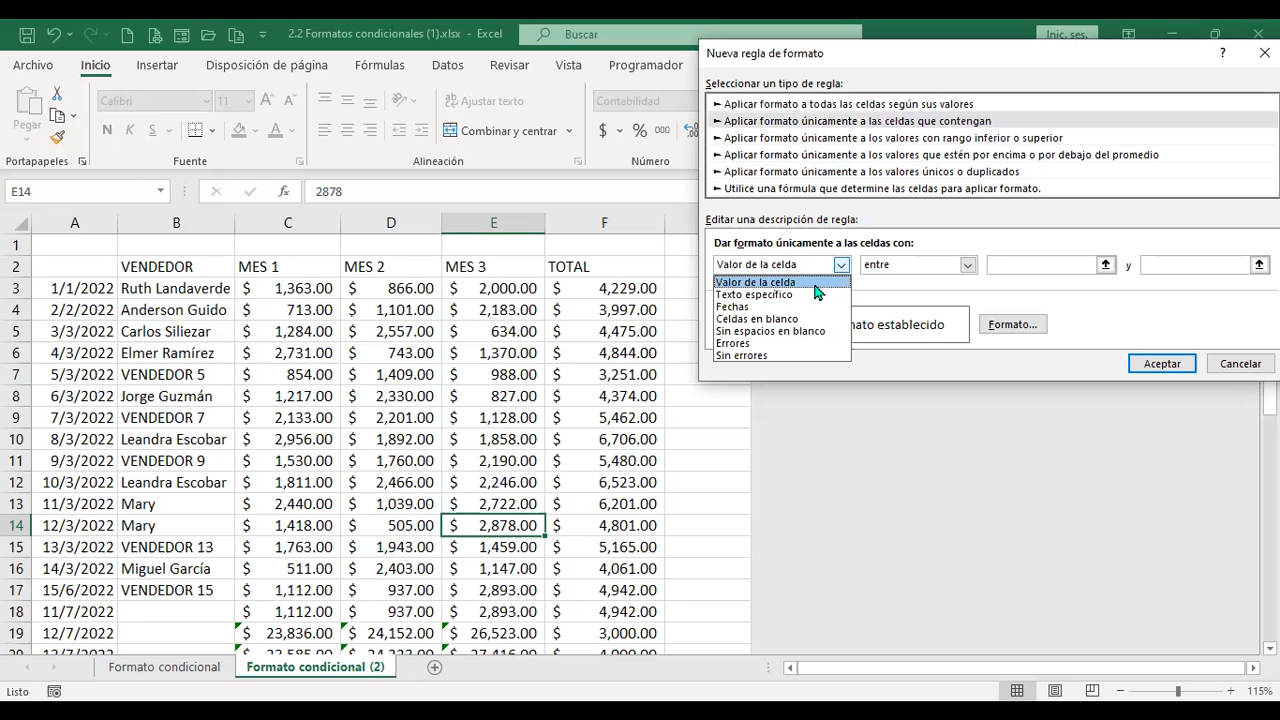 2.2 Formatos condicionales (1).xlsx - Excel
Buscar
Inic. ses.
Archivo Inicio Insertar Disposición de página Fórmulas Datos Revisar Vista Programador
Pegar
Calibri 11
N K S
Ajustar texto
Combinar y centrar
Contabilidad
$ % 000
Portapapeles Fuente Alineación Número
E14 fx 2878
A B C D E F
1
2 VENDEDOR MES 1 MES 2 MES 3 TOTAL
3 1/1/2022 Ruth Landaverde $ 1,363.00 $ 866.00 $ 2,000.00 $ 4,229.00
4 2/2/2022 Anderson Guido $ 713.00 $ 1,101.00 $ 2,183.00 $ 3,997.00
5 3/3/2022 Carlos Siliezar $ 1,284.00 $ 2,557.00 $ 634.00 $ 4,475.00
6 4/3/2022 Elmer Ramírez $ 2,731.00 $ 743.00 $ 1,370.00 $ 4,844.00
7 5/3/2022 VENDEDOR 5 $ 854.00 $ 1,409.00 $ 988.00 $ 3,251.00
8 6/3/2022 Jorge Guzmán $ 1,217.00 $ 2,330.00 $ 827.00 $ 4,374.00
9 7/3/2022 VENDEDOR 7 $ 2,133.00 $ 2,201.00 $ 1,128.00 $ 5,462.00
10 8/3/2022 Leandra Escobar $ 2,956.00 $ 1,892.00 $ 1,858.00 $ 6,706.00
11 9/3/2022 VENDEDOR 9 $ 1,530.00 $ 1,760.00 $ 2,190.00 $ 5,480.00
12 10/3/2022 Leandra Escobar $ 1,811.00 $ 2,466.00 $ 2,246.00 $ 6,523.00
13 11/3/2022 Mary $ 2,440.00 $ 1,039.00 $ 2,722.00 $ 6,201.00
14 12/3/2022 Mary $ 1,418.00 $ 505.00 $ 2,878.00 $ 4,801.00
15 13/3/2022 VENDEDOR 13 $ 1,763.00 $ 1,943.00 $ 1,459.00 $ 5,165.00
16 14/3/2022 Miguel García $ 511.00 $ 2,403.00 $ 1,147.00 $ 4,061.00
17 15/6/2022 VENDEDOR 15 $ 1,112.00 $ 937.00 $ 2,893.00 $ 4,942.00
18 11/7/2022 $ 1,112.00 $ 937.00 $ 2,893.00 $ 4,942.00
19 12/7/2022 $ 23,836.00 $ 24,152.00 $ 26,523.00 $ 3,000.00
Formato condicional Formato condicional (2)
Listo
115%
Nueva regla de formato
Seleccionar un tipo de regla:
► Aplicar formato a todas las celdas según sus valores
► Aplicar formato únicamente a las celdas que contengan
► Aplicar formato únicamente a los valores con rango inferior o superior
► Aplicar formato únicamente a los valores que estén por encima o por debajo del promedio
► Aplicar formato únicamente a los valores únicos o duplicados
► Utilice una fórmula que determine las celdas para aplicar formato.
Editar una descripción de regla:
Dar formato únicamente a las celdas con:
Valor de la celda entre y
Valor de la celda
Texto específico
Fechas
Celdas en blanco
Sin espacios en blanco
Errores
Sin errores
mato establecido
Formato...
Aceptar Cancelar